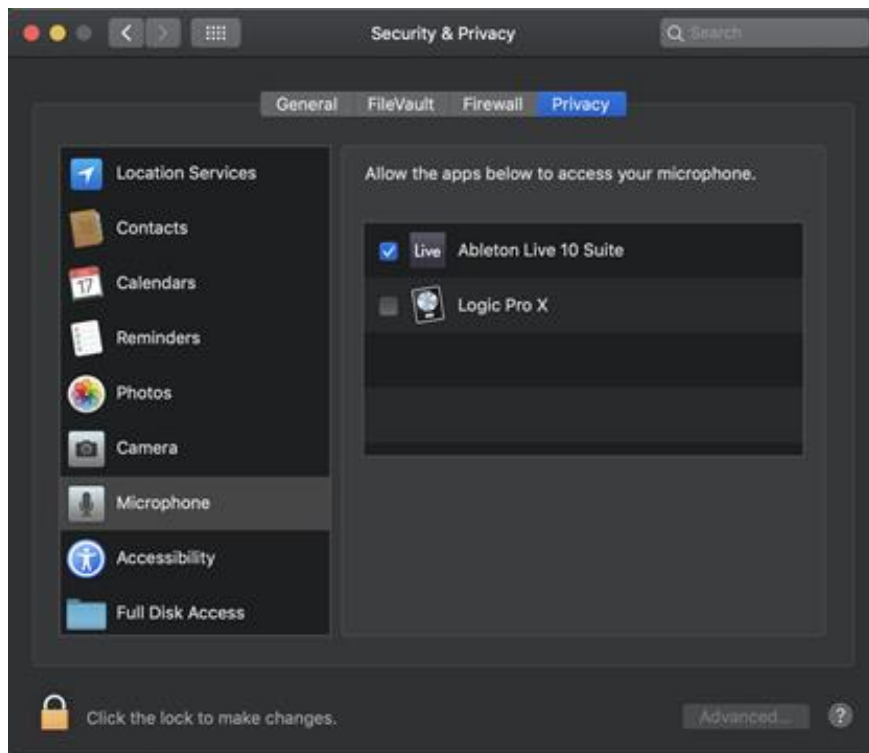 Security & Privacy
Search
General FileVault Firewall Privacy
Location Services
Contacts
17
Calendars
Reminders
Photos
Camera
Microphone
Accessibility
Full Disk Access
Allow the apps below to access your microphone.
Live Ableton Live 10 Suite
Logic Pro X
Click the lock to make changes.
Advanced...
?